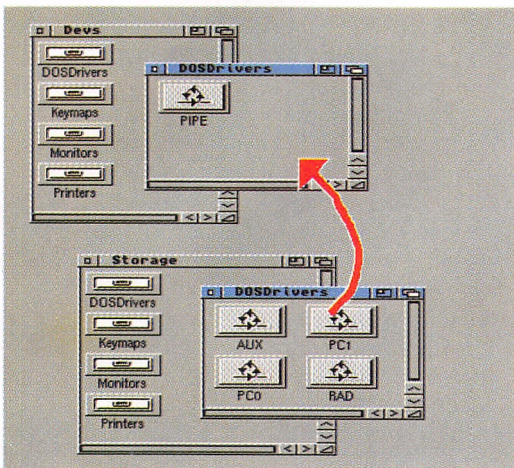 Devs
DOSDrivers
DOSDrivers
Keymaps
PIPE
Monitors
Printers
Storage
DOSDrivers
DOSDrivers
Keymaps
AUX
PC1
Monitors
PC0
RAD
Printers